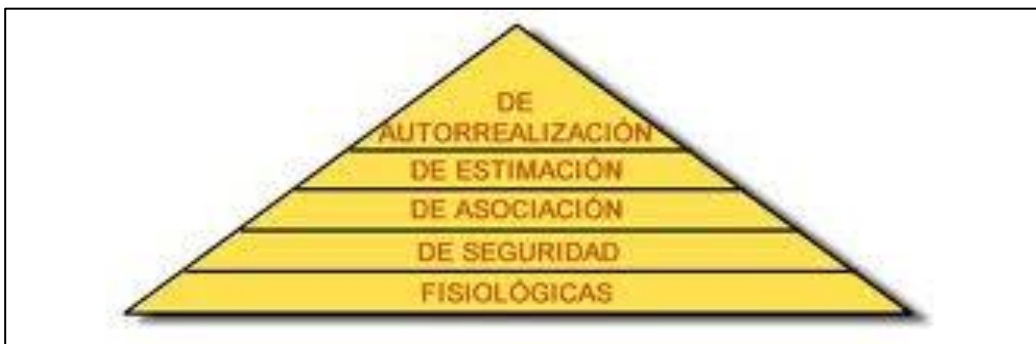 DE
AUTORREALIZACIÓN
DE ESTIMACIÓN
DE ASOCIACIÓN
DE SEGURIDAD
FISIOLÓGICAS